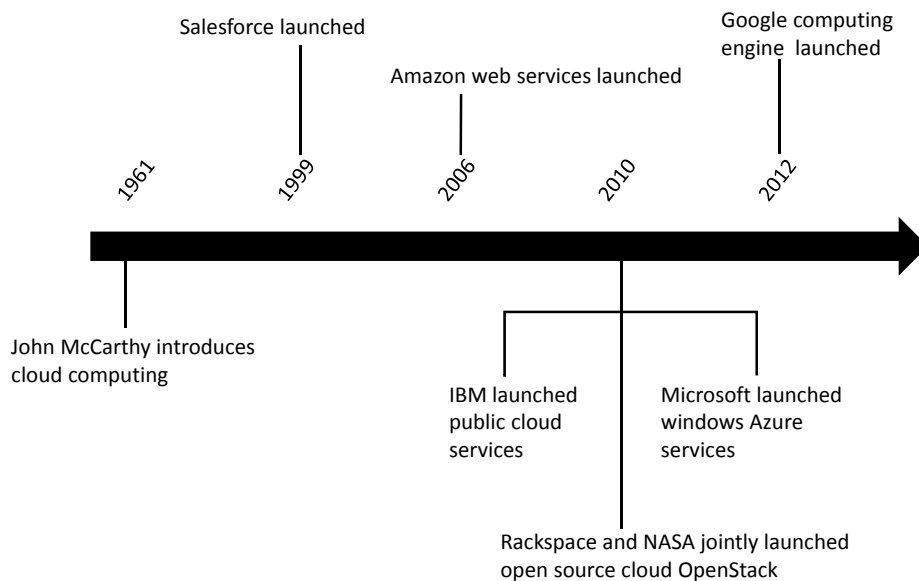 Salesforce launched
Google computing
engine launched
Amazon web services launched
1961
1999
2006
2010
2012
John McCarthy introduces
cloud computing
IBM launched
public cloud
services
Microsoft launched
windows Azure
services
Rackspace and NASA jointly launched
open source cloud OpenStack